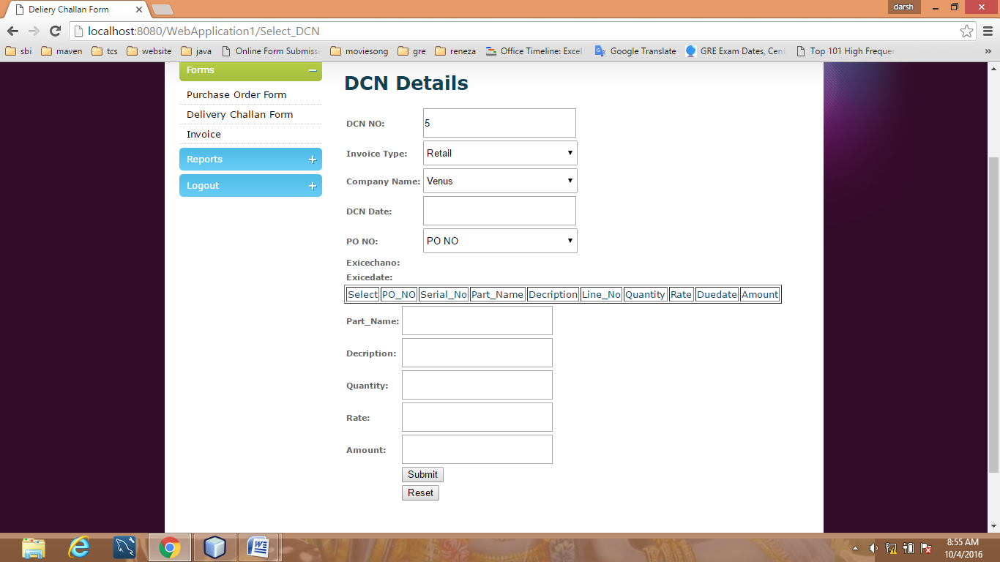 Deliery Challan Form
darsh
localhost:8080/WebApplication1/Select_DCN
sbi maven tcs website java Online Form Submissi moviesong gre reneza Office Timeline: Excel Google Translate GRE Exam Dates, Cent Top 101 High Frequer »
Forms
Purchase Order Form
Delivery Challan Form
Invoice
Reports
Logout
DCN Details
DCN NO: 5
Invoice Type: Retail
Company Name: Venus
DCN Date:
PO NO: PO NO
Exicechano:
Exicedate:
Select PO_NO Serial_No Part_Name Decription Line_No Quantity Rate Duedate Amount
Part_Name:
Decription:
Quantity:
Rate:
Amount:
Submit
Reset
8:55 AM
10/4/2016